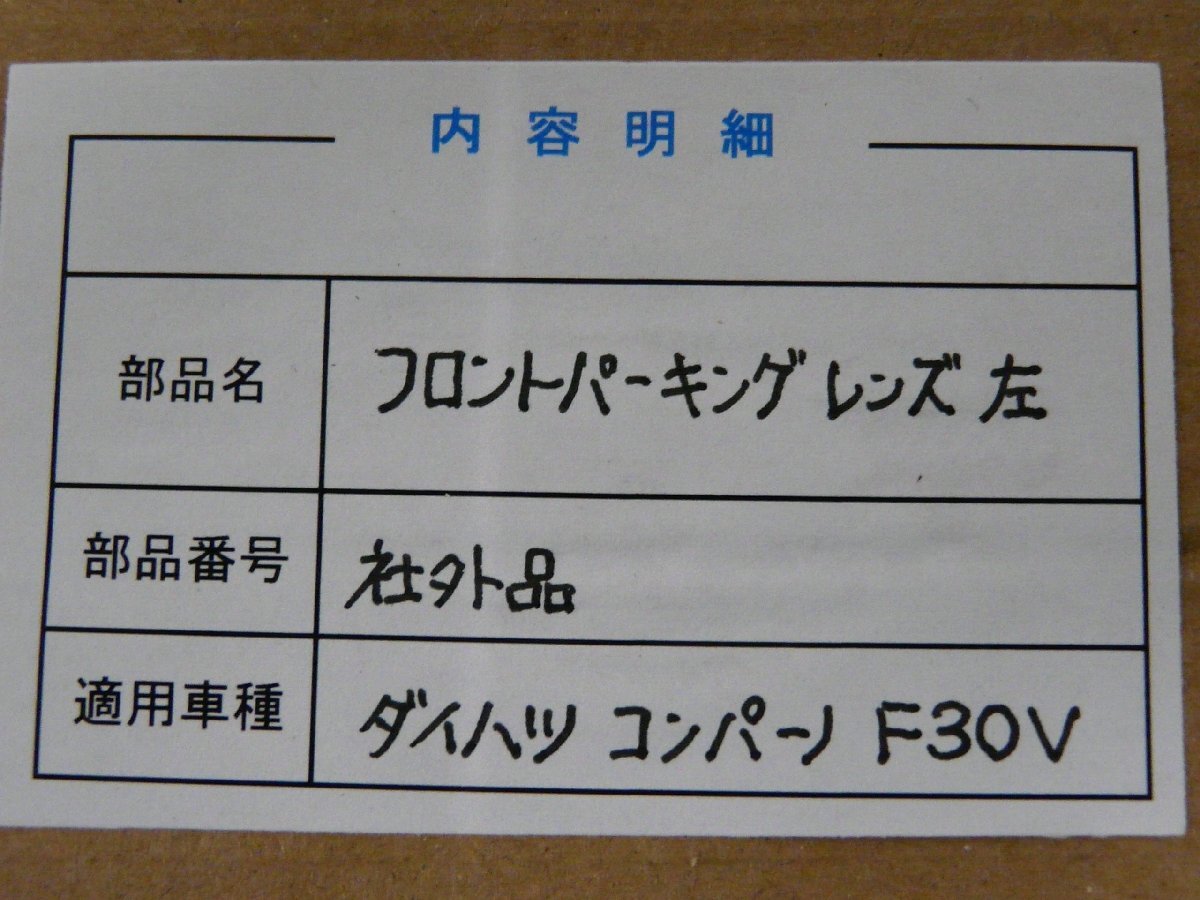 内容明細
部品名 フロントパーキングレンズ 左
部品番号 社外品
適用車種 ダイハツ コンパーノ F30V